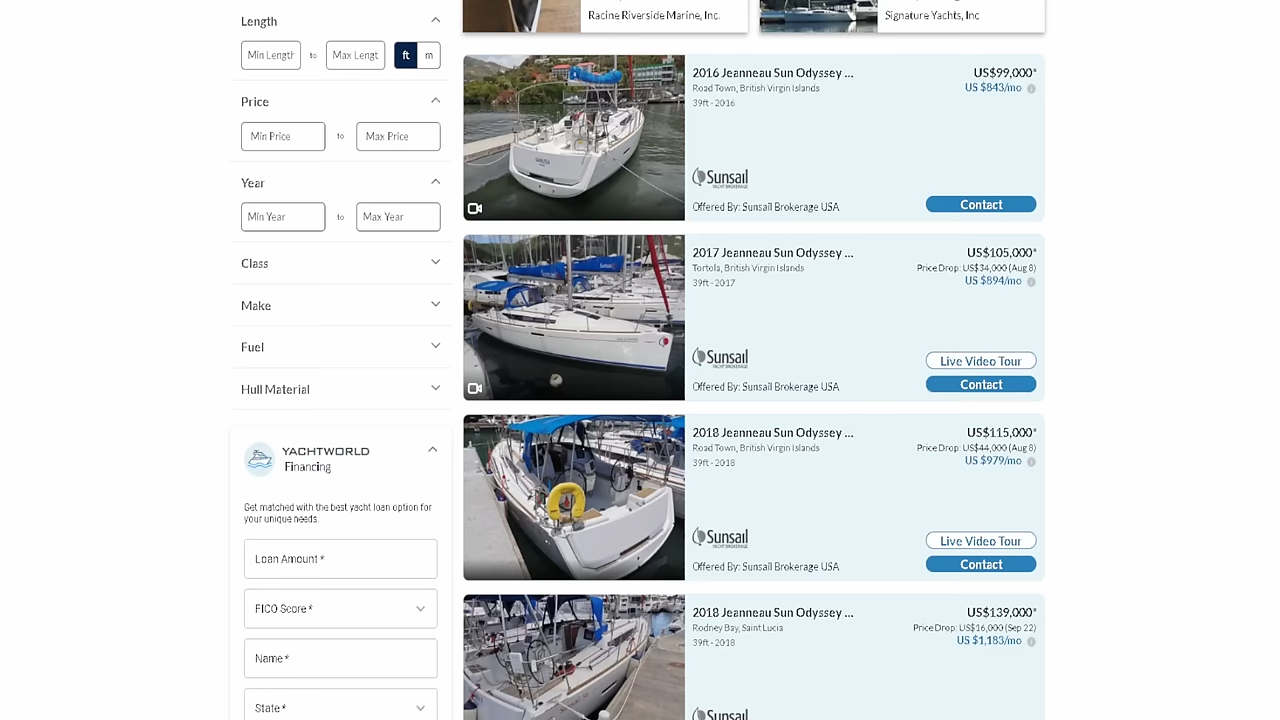 Length
Min Length
to
Max Lengt
ft
m
Price
Min Price
to
Max Price
Year
Min Year
to
Max Year
Class
Make
Fuel
Hull Material
YACHTWORLD
Financing
Get matched with the best yacht loan option for
your unique needs.
Loan Amount *
FICO Score *
Name *
State *
Racine Riverside Marine, Inc.
Signature Yachts, Inc
2016 Jeanneau Sun Odyssey ...
US$99,000*
Road Town, British Virgin Islands
US $843/mo
39ft - 2016
Sunsail
YACHT BROKERAGE
Offered By: Sunsail Brokerage USA
Contact
2017 Jeanneau Sun Odyssey ...
US$105,000*
Tortola, British Virgin Islands
Price Drop: US$34,000 (Aug 8)
39ft - 2017
US $894/mo
Sunsail
YACHT BROKERAGE
Live Video Tour
Offered By: Sunsail Brokerage USA
Contact
2018 Jeanneau Sun Odyssey ...
US$115,000*
Road Town, British Virgin Islands
Price Drop: US$44,000 (Aug 8)
39ft - 2018
US $979/mo
Sunsail
YACHT BROKERAGE
Live Video Tour
Offered By: Sunsail Brokerage USA
Contact
2018 Jeanneau Sun Odyssey ...
US$139,000*
Rodney Bay, Saint Lucia
Price Drop: US$16,000 (Sep 22)
39ft - 2018
US $1,183/mo
Sunsail